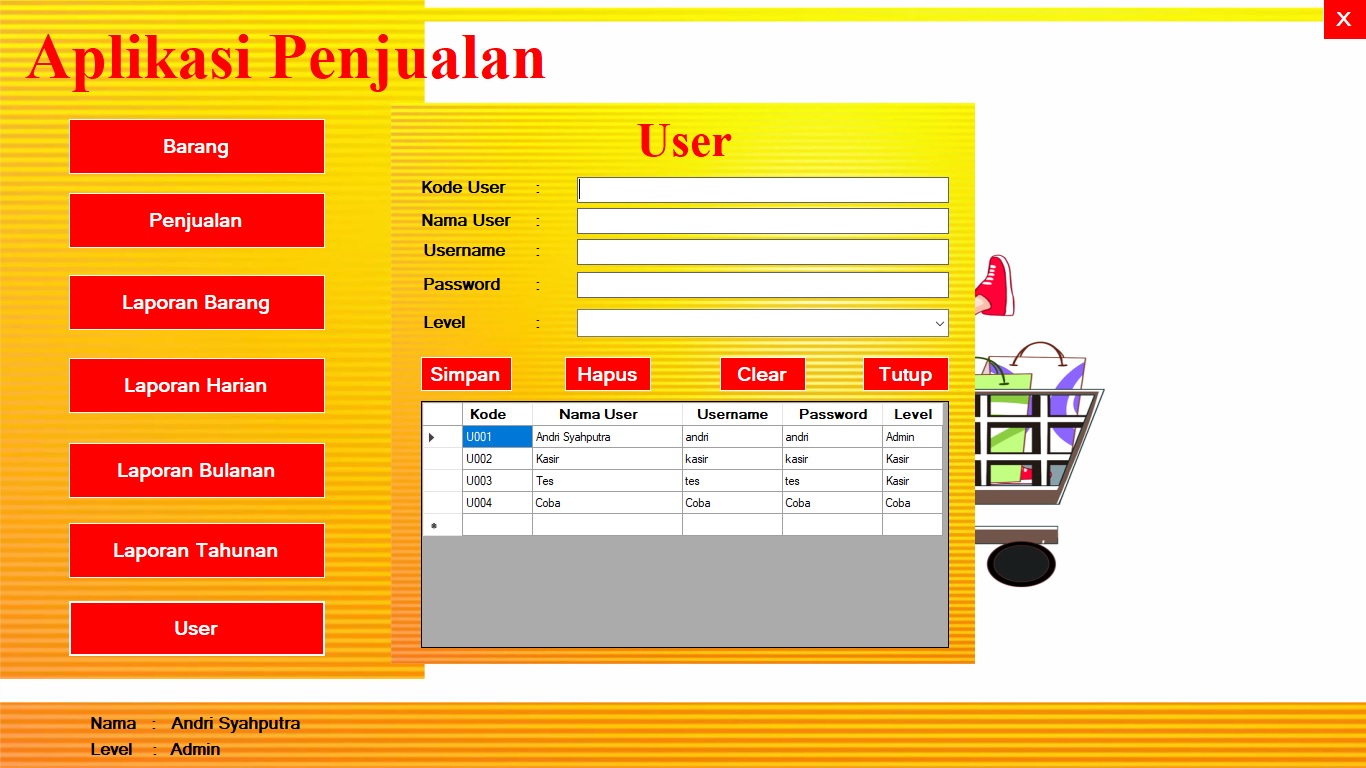 X
Aplikasi Penjualan
Barang
Penjualan
Laporan Barang
Laporan Harian
Laporan Bulanan
Laporan Tahunan
User
User
Kode User :
Nama User :
Username :
Password :
Level :
Simpan Hapus Clear Tutup
Kode Nama User Username Password Level
U001 Andri Syahputra andri andri Admin
U002 Kasir kasir kasir Kasir
U003 Tes tes tes Kasir
U004 Coba Coba Coba Coba
Nama : Andri Syahputra
Level : Admin